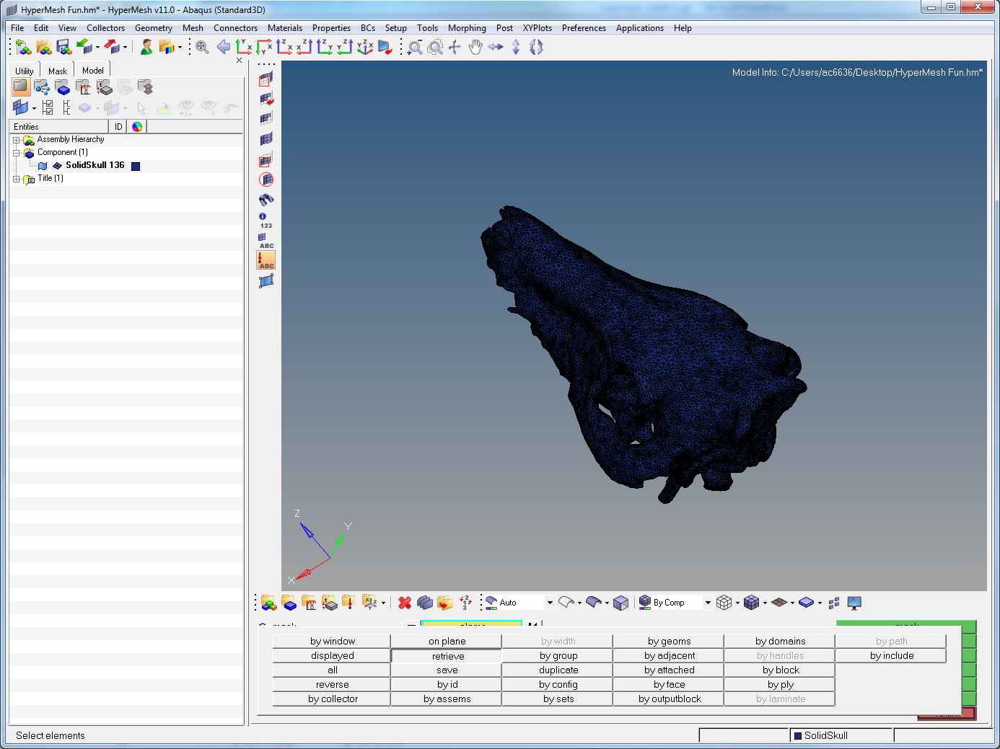 HyperMesh Fun.hm* - HyperMesh v11.0 - Abaqus (Standard3D)
File Edit View Collectors Geometry Mesh Connectors Materials Properties BCs Setup Tools Morphing Post XYPlots Preferences Applications Help
Utility Mask Model
Model Info: C:/Users/ac6636/Desktop/HyperMesh Fun.hm*
Entities ID
Assembly Hierarchy
Component (1)
SolidSkull 136
Title (1)
123
ABC
ABC
Z
Y
X
Auto By Comp
by window on plane by width by geoms by domains by path
displayed retrieve by group by adjacent by handles by include
all save duplicate by attached by block
reverse by id by config by face by ply
by collector by assems by sets by outputblock by laminate
Select elements SolidSkull